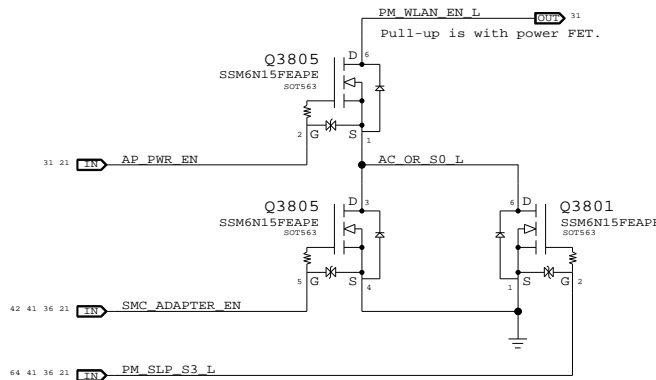 PM_WLAN_EN_L OUT 31
Pull-up is with power FET.
Q3805
SSM6N15FEAPE
SOT563
D 6
2 G S 1
31 21 IN AP_PWR_EN
AC_OR_S0_L
Q3805
SSM6N15FEAPE
SOT563
D 3
5 G S 4
6 D
Q3801
SSM6N15FEAPE
SOT563
1 S G 2
42 41 36 21 IN SMC_ADAPTER_EN
64 41 36 21 IN PM_SLP_S3_L